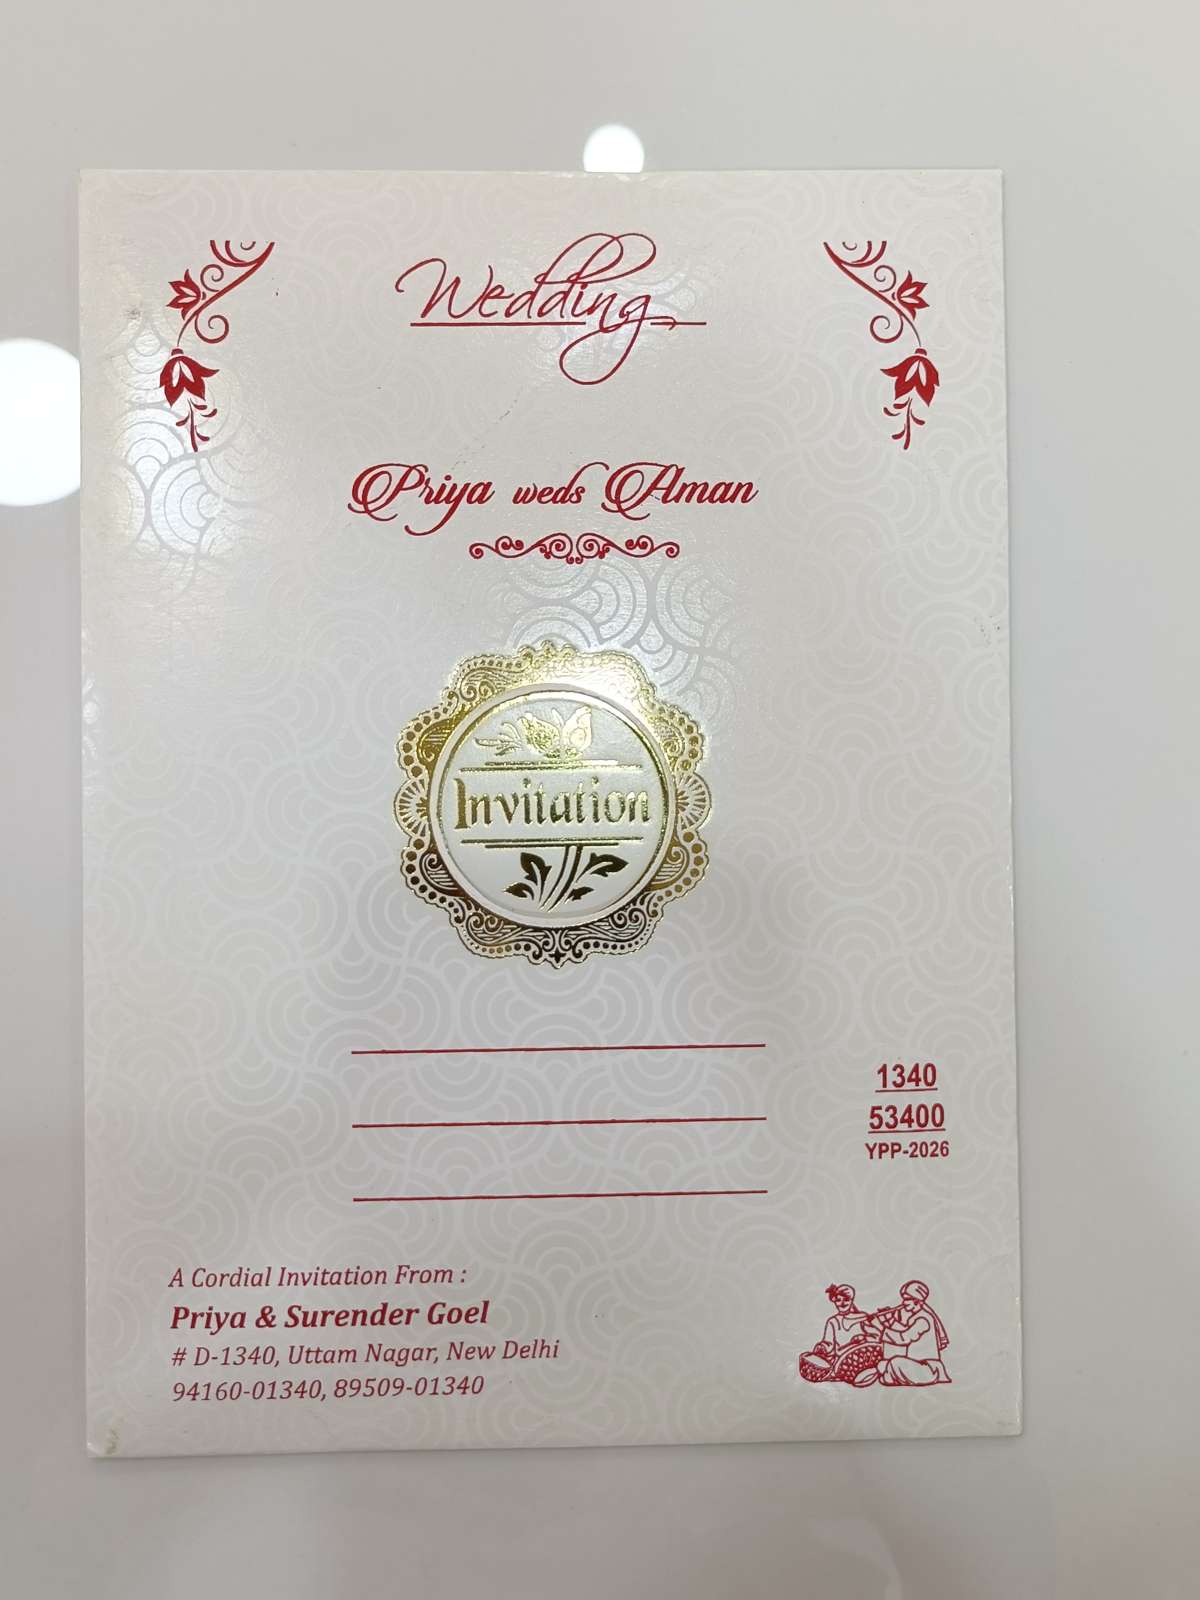 Wedding
Priya weds Aman
Invitation
1340
53400
YPP-2026
A Cordial Invitation From :
Priya & Surender Goel
# D-1340, Uttam Nagar, New Delhi
94160-01340, 89509-01340